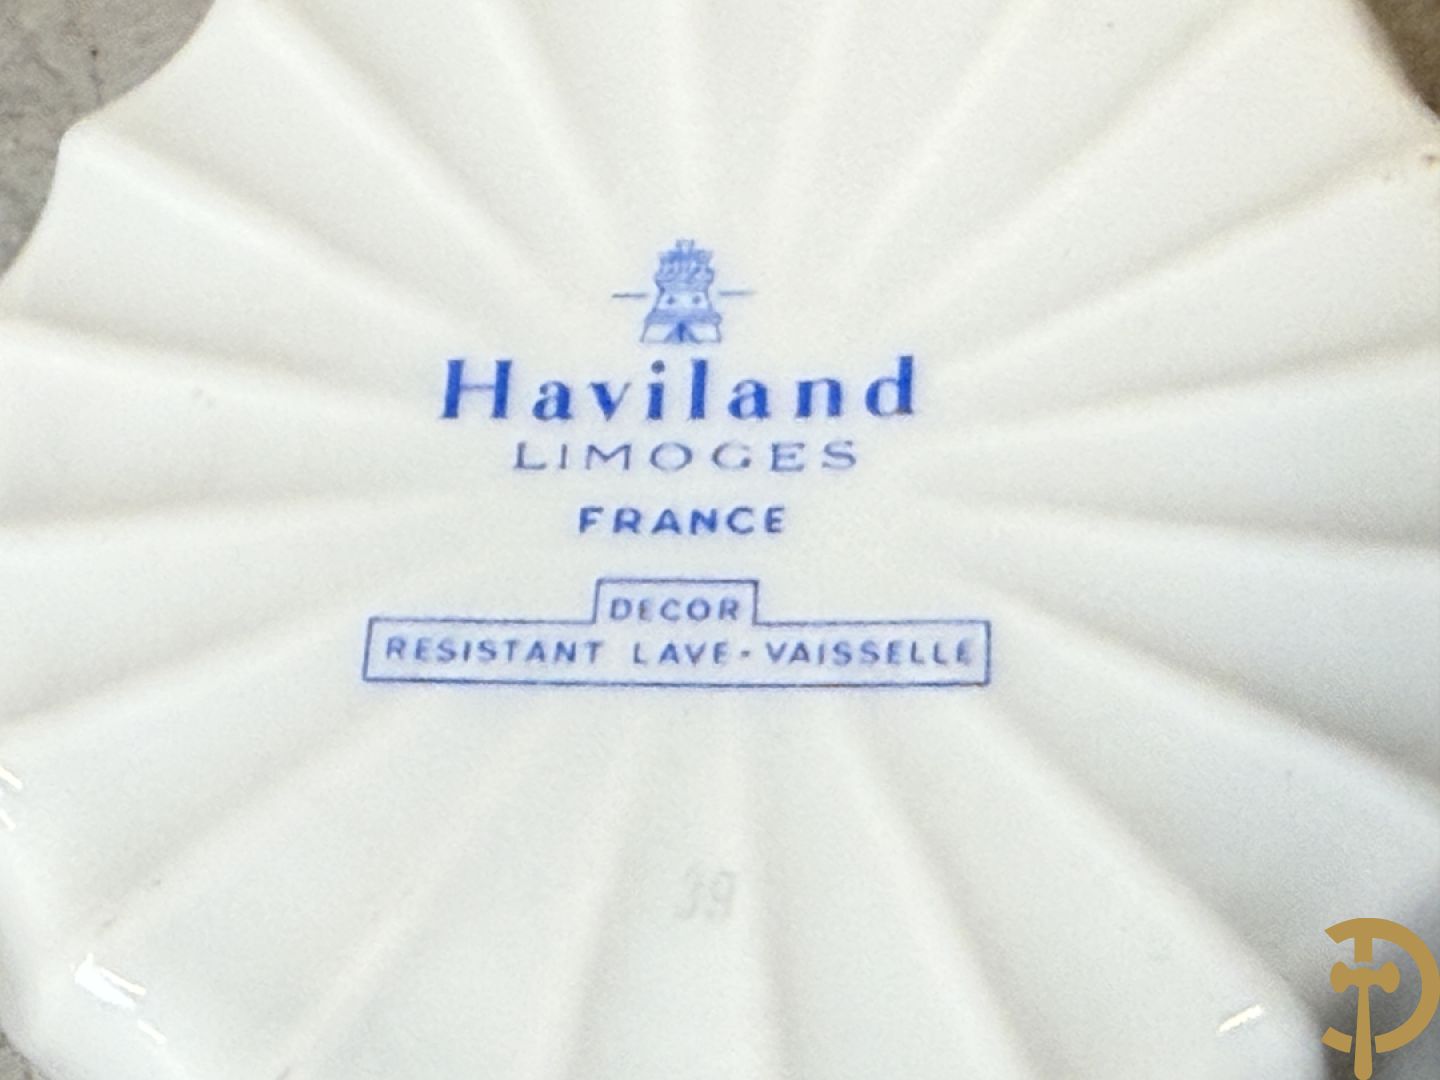 Haviland
LIMOGES
FRANCE
DECOR
RESISTANT LAVE-VAISSELLE
39